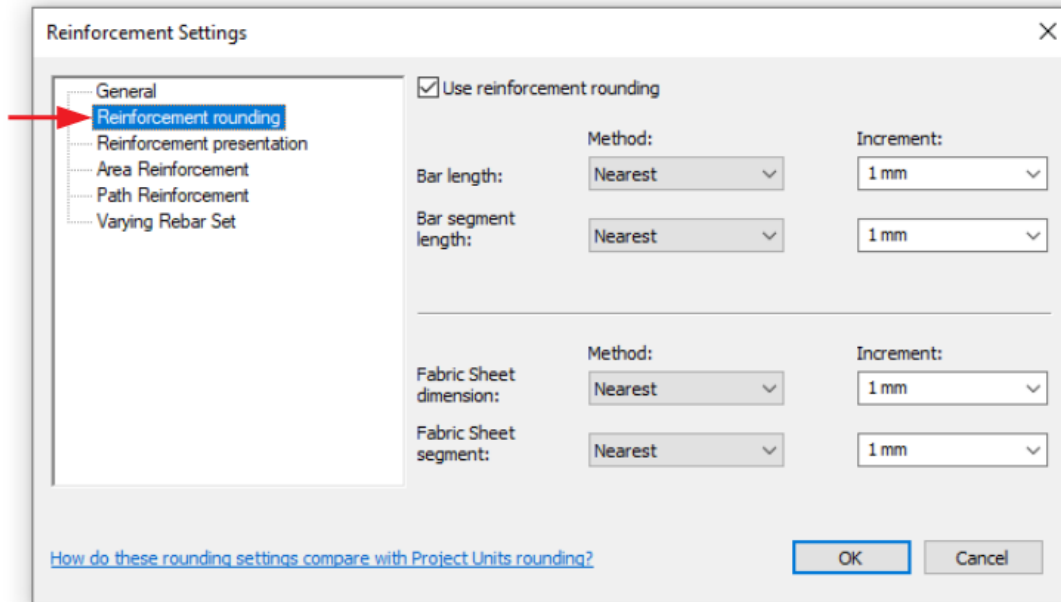 Reinforcement Settings
General
Reinforcement rounding
Reinforcement presentation
Area Reinforcement
Path Reinforcement
Varying Rebar Set
Use reinforcement rounding
Method: Increment:
Bar length: Nearest 1 mm
Bar segment
length: Nearest 1 mm
Method: Increment:
Fabric Sheet
dimension: Nearest 1 mm
Fabric Sheet
segment: Nearest 1 mm
How do these rounding settings compare with Project Units rounding?
OK Cancel